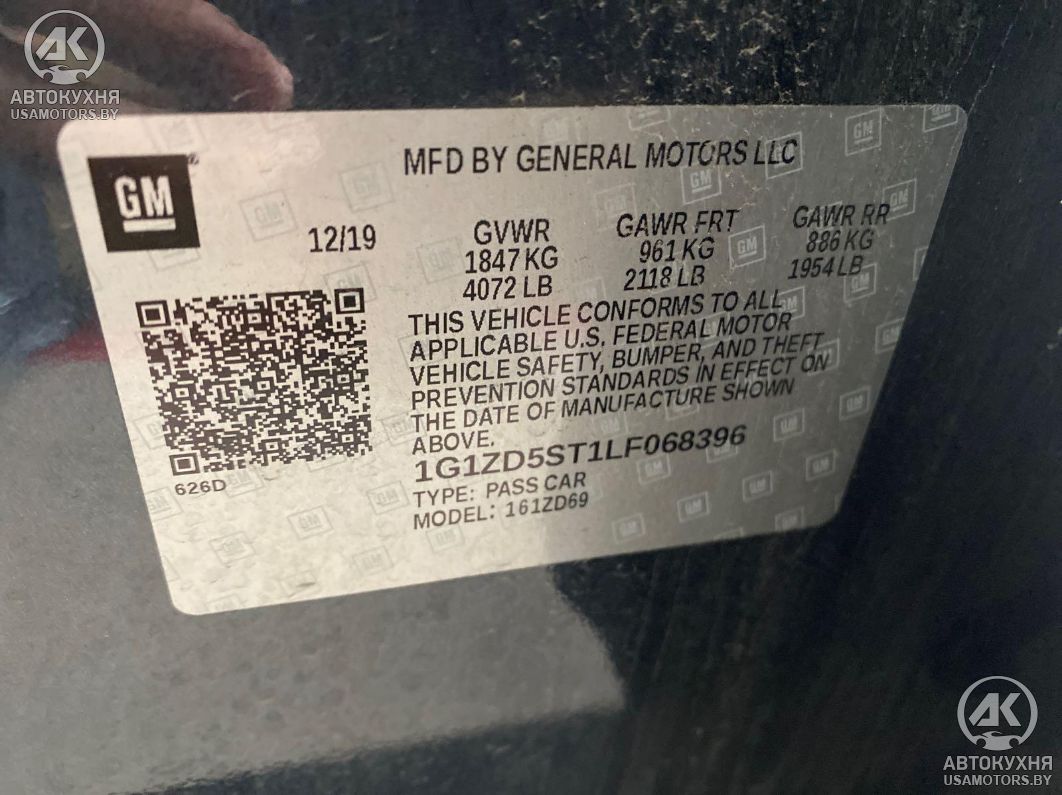 AK
АВТОКУХНЯ
USAMOTORS.BY
MFD BY GENERAL MOTORS LLC
GM
12/19
GVWR
1847 KG
4072 LB
GAWR FRT
961 KG
2118 LB
GAWR RR
886 KG
1954 LB
THIS VEHICLE CONFORMS TO ALL
APPLICABLE U.S. FEDERAL MOTOR
VEHICLE SAFETY, BUMPER, AND THEFT
PREVENTION STANDARDS IN EFFECT ON
THE DATE OF MANUFACTURE SHOWN
ABOVE.
1G1ZD5ST1LF068396
TYPE: PASS CAR
MODEL: 161ZD69
626D
AK
АВТОКУХНЯ
USAMOTORS.BY